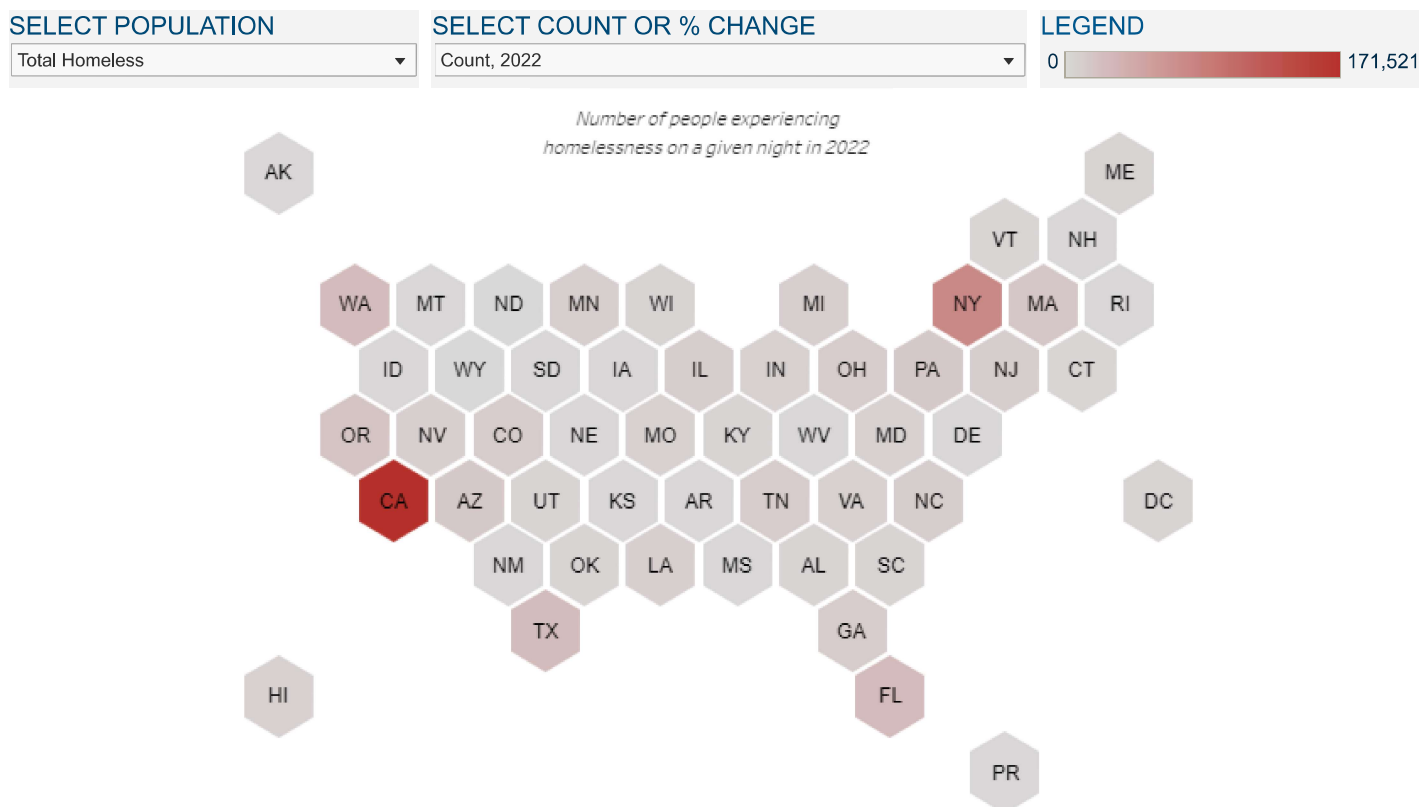 SELECT POPULATION
Total Homeless
SELECT COUNT OR % CHANGE
Count, 2022
LEGEND
0 171,521
Number of people experiencing
homelessness on a given night in 2022
AK ME
VT NH
WA MT ND MN WI MI NY MA RI
ID WY SD IA IL IN OH PA NJ CT
OR NV CO NE MO KY WV MD DE
CA AZ UT KS AR TN VA NC DC
NM OK LA MS AL SC
TX GA
HI FL
PR